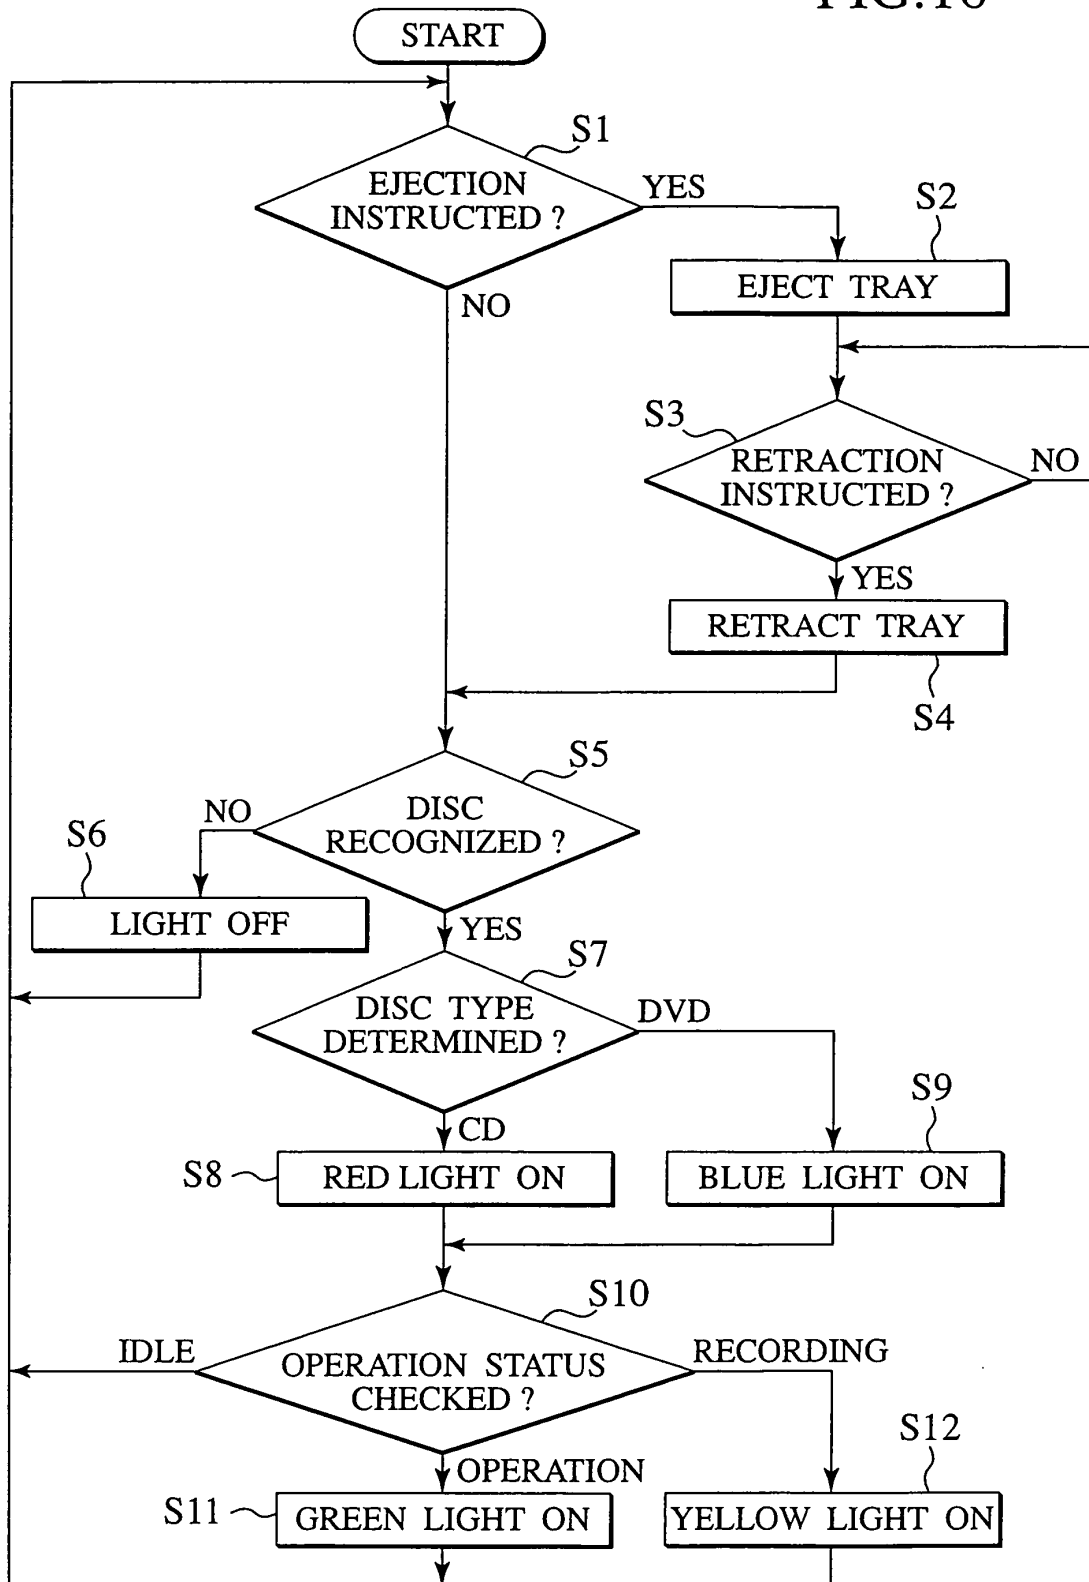 FIG.10
START
S1
EJECTION
INSTRUCTED ?
YES
S2
EJECT TRAY
NO
S3
RETRACTION
INSTRUCTED ?
NO
YES
RETRACT TRAY
S4
S5
DISC
RECOGNIZED ?
NO
S6
LIGHT OFF
YES
S7
DISC TYPE
DETERMINED ?
DVD
S9
CD
S8
RED LIGHT ON
BLUE LIGHT ON
S10
IDLE
OPERATION STATUS
CHECKED ?
RECORDING
S12
OPERATION
S11
GREEN LIGHT ON
YELLOW LIGHT ON